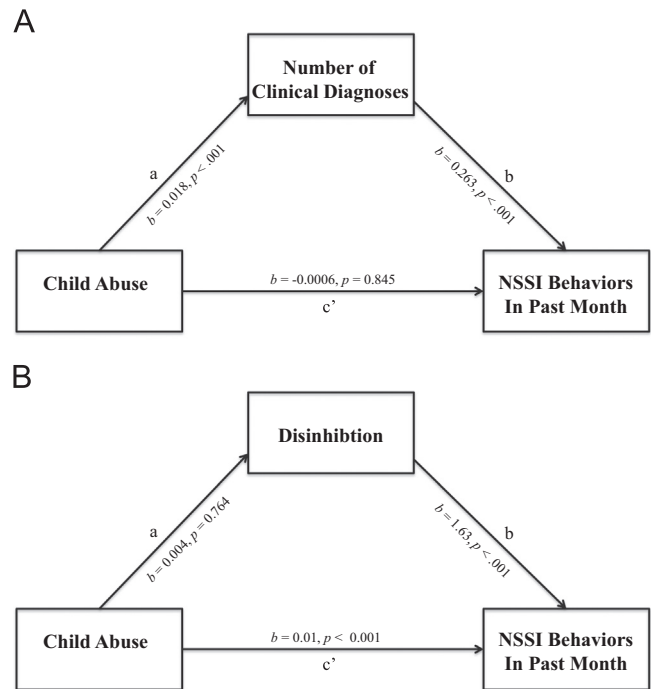 A
Number of
Clinical Diagnoses
a
b = 0.018, p < .001
b
b = 0.263, p < .001
Child Abuse
b = -0.0006, p = 0.845
c’
NSSI Behaviors
In Past Month
B
Disinhibtion
a
b = 0.004, p = 0.764
b
b = 1.63, p < .001
Child Abuse
b = 0.01, p < 0.001
c’
NSSI Behaviors
In Past Month